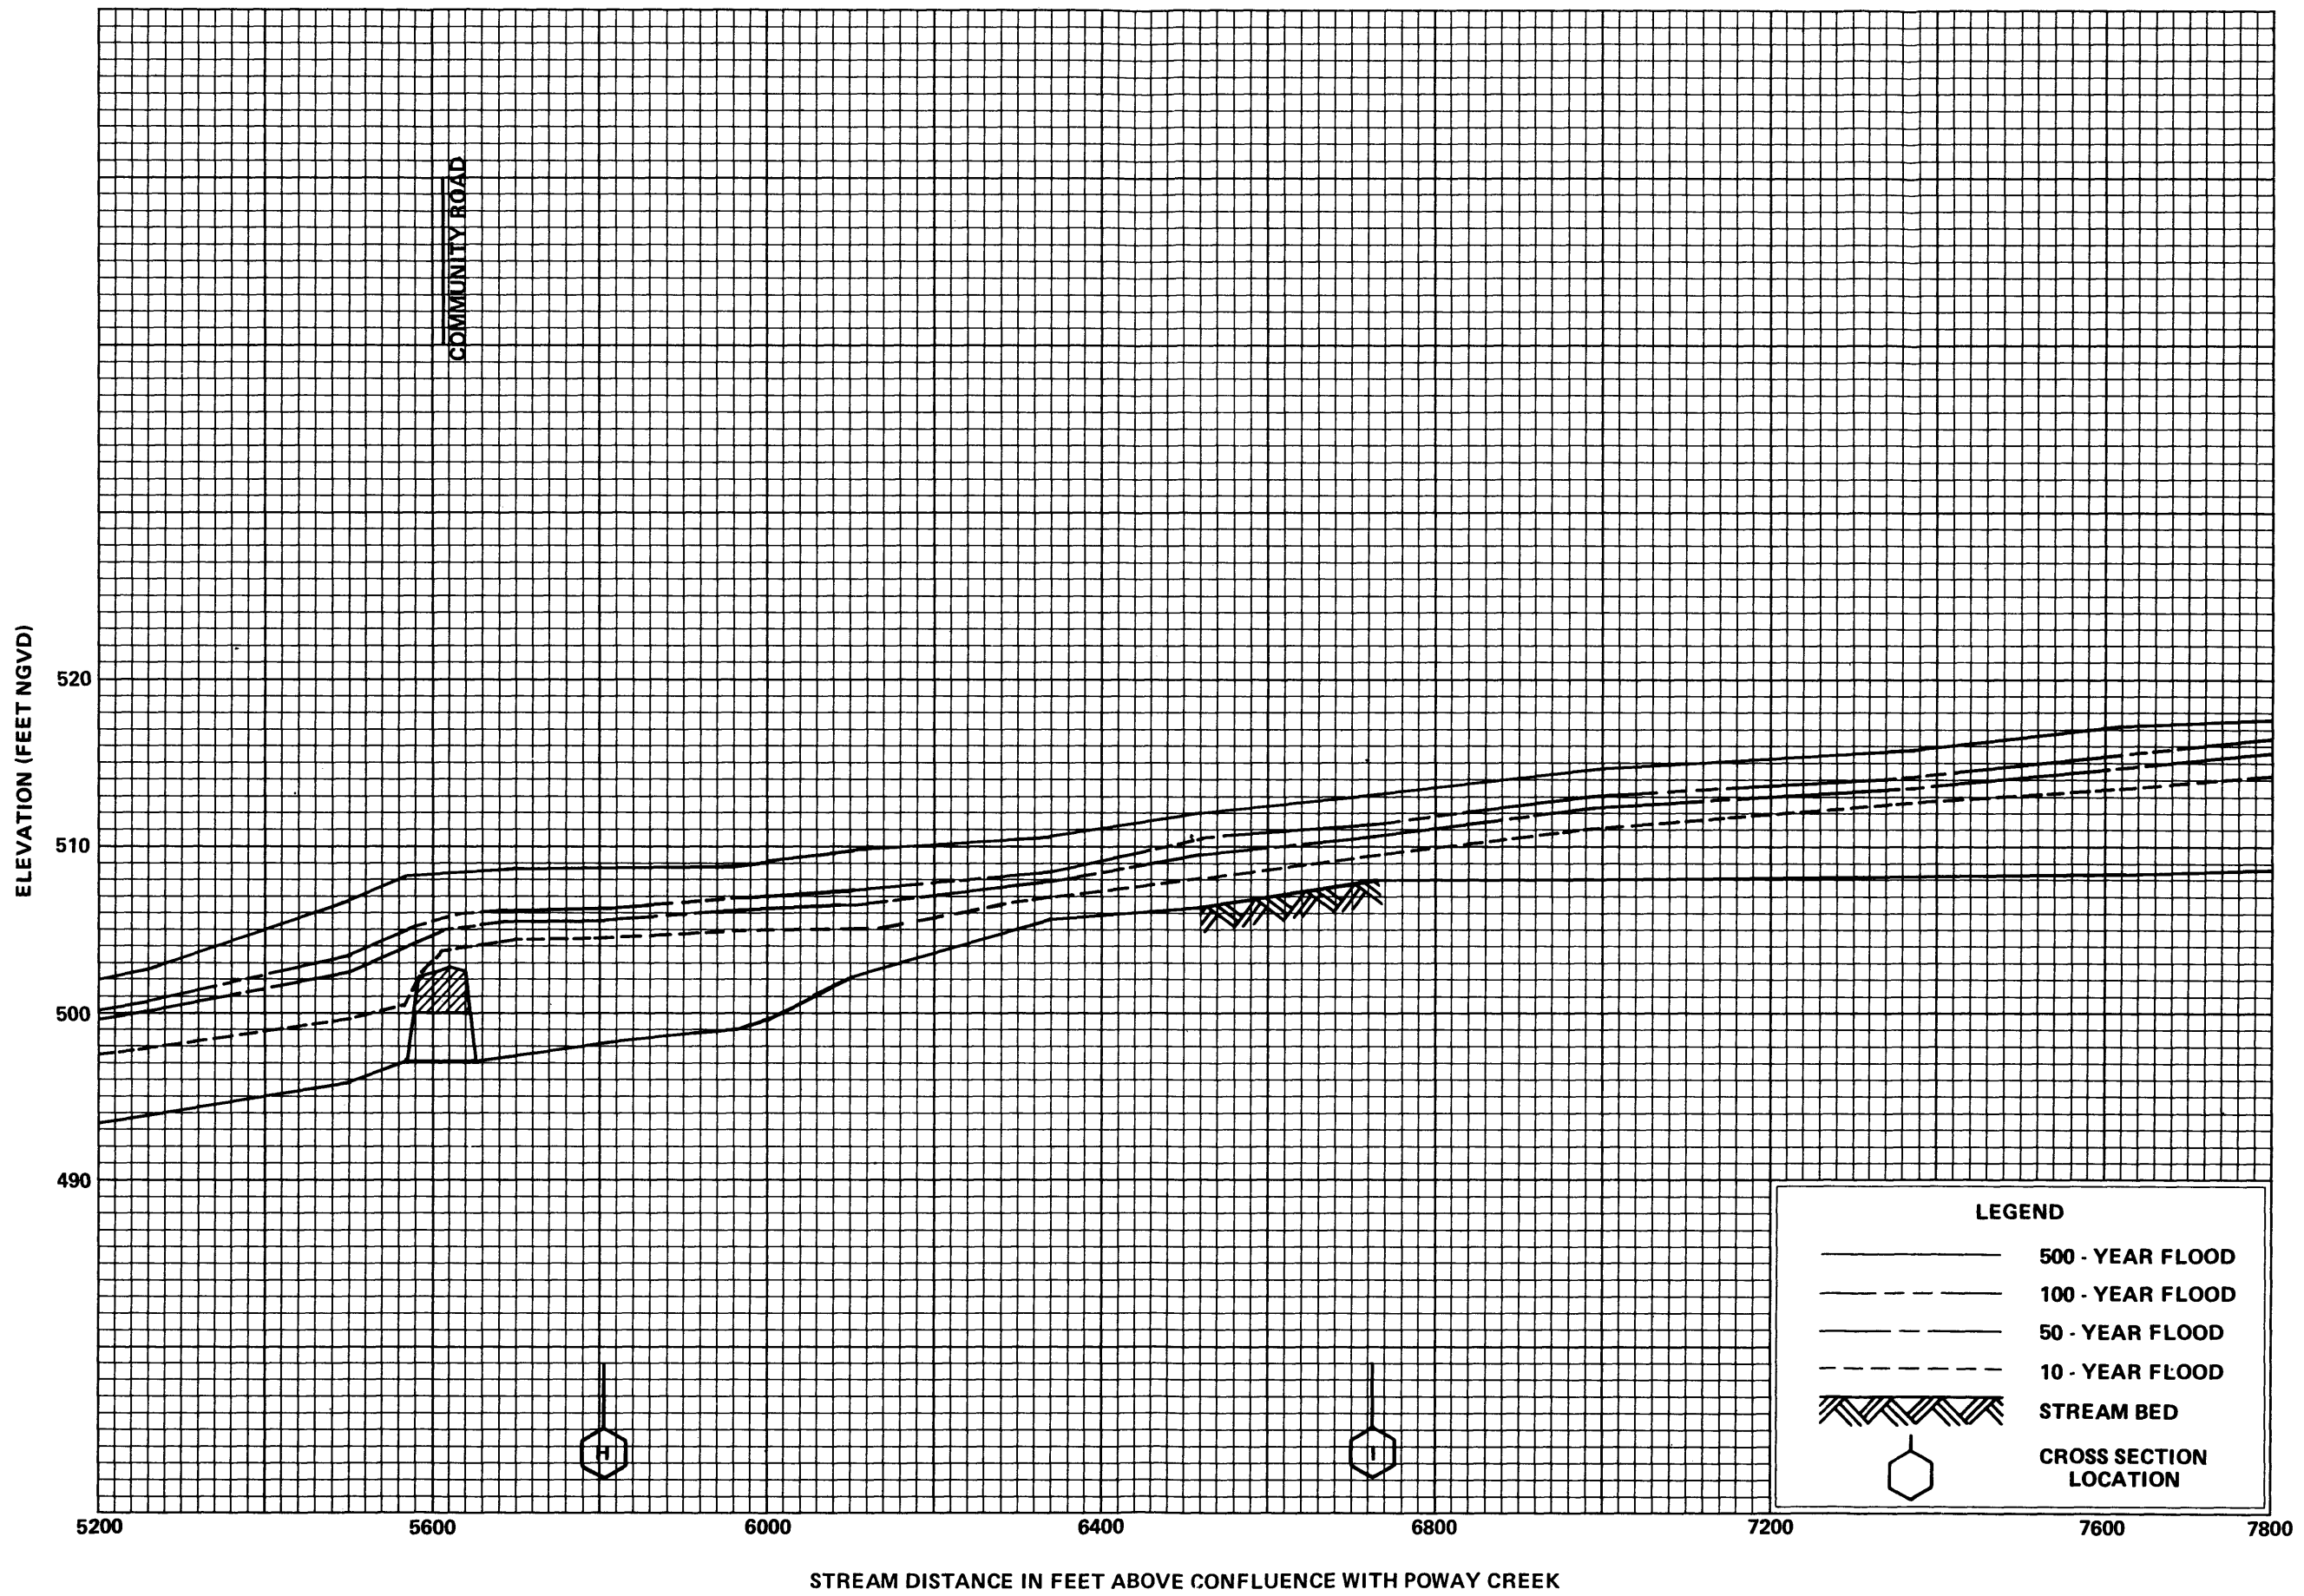 COMMUNITY ROAD
ELEVATION (FEET NGVD)
520
510
500
490
H
I
LEGEND
500 - YEAR FLOOD
100 - YEAR FLOOD
50 - YEAR FLOOD
10 - YEAR FLOOD
STREAM BED
CROSS SECTION
LOCATION
5200
5600
6000
6400
6800
7200
7600
7800
STREAM DISTANCE IN FEET ABOVE CONFLUENCE WITH POWAY CREEK